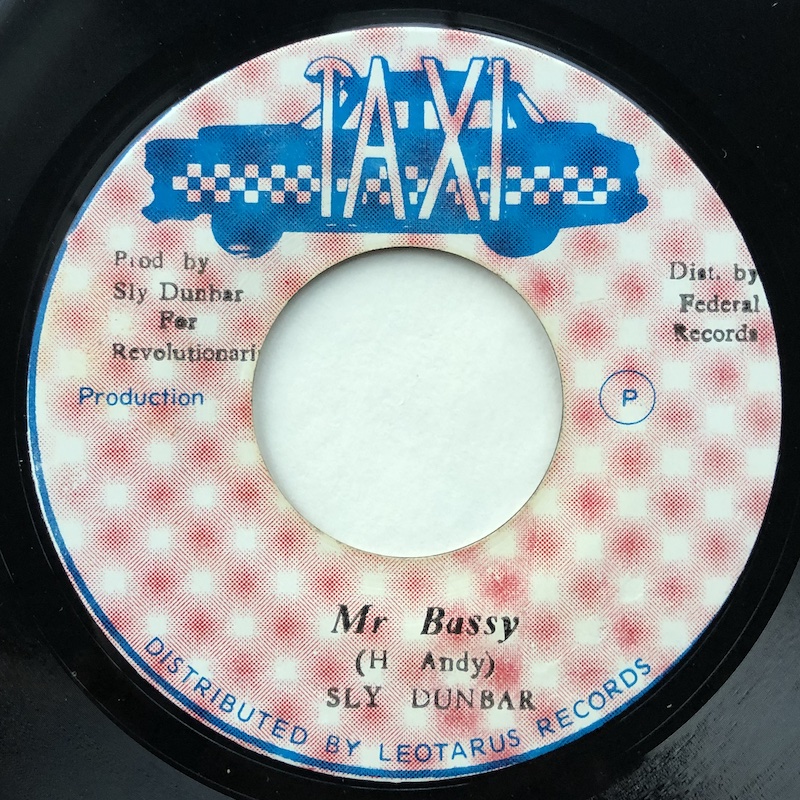 TAXI
Prod by
Sly Dunbar
For
Revolutionari
Dist. by
Federal
Records
Production
P
Mr Bassy
(H Andy)
SLY DUNBAR
DISTRIBUTED BY LEOTARUS RECORDS